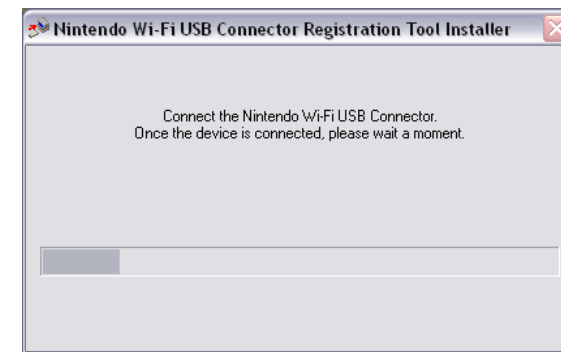 Nintendo Wi-Fi USB Connector Registration Tool Installer
Connect the Nintendo Wi-Fi USB Connector.
Once the device is connected, please wait a moment.